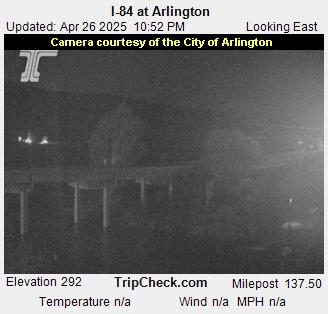 I-84 at Arlington
Updated: Apr 26 2025 10:52 PM Looking East
Camera courtesy of the City of Arlington
Elevation 292 TripCheck.com Milepost 137.50
Temperature n/a Wind n/a MPH n/a